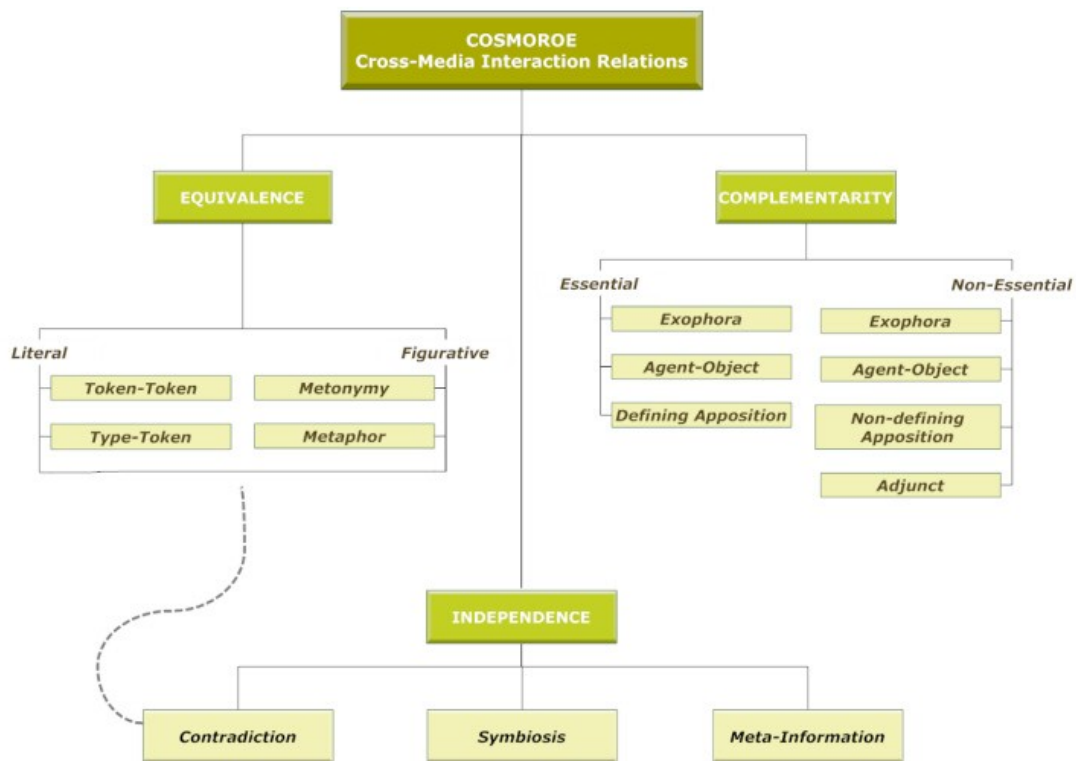 COSMOROE
Cross-Media Interaction Relations
EQUIVALENCE
COMPLEMENTARITY
Essential
Non-Essential
Exophora
Exophora
Agent-Object
Agent-Object
Defining Apposition
Non-defining
Apposition
Adjunct
Literal
Figurative
Token-Token
Metonymy
Type-Token
Metaphor
INDEPENDENCE
Contradiction
Symbiosis
Meta-Information